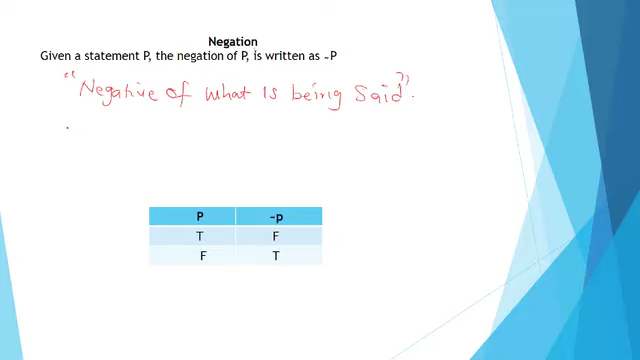 Negation
Given a statement P, the negation of P, is written as ~P
"Negative of what is being said".
P ~p
T F
F T